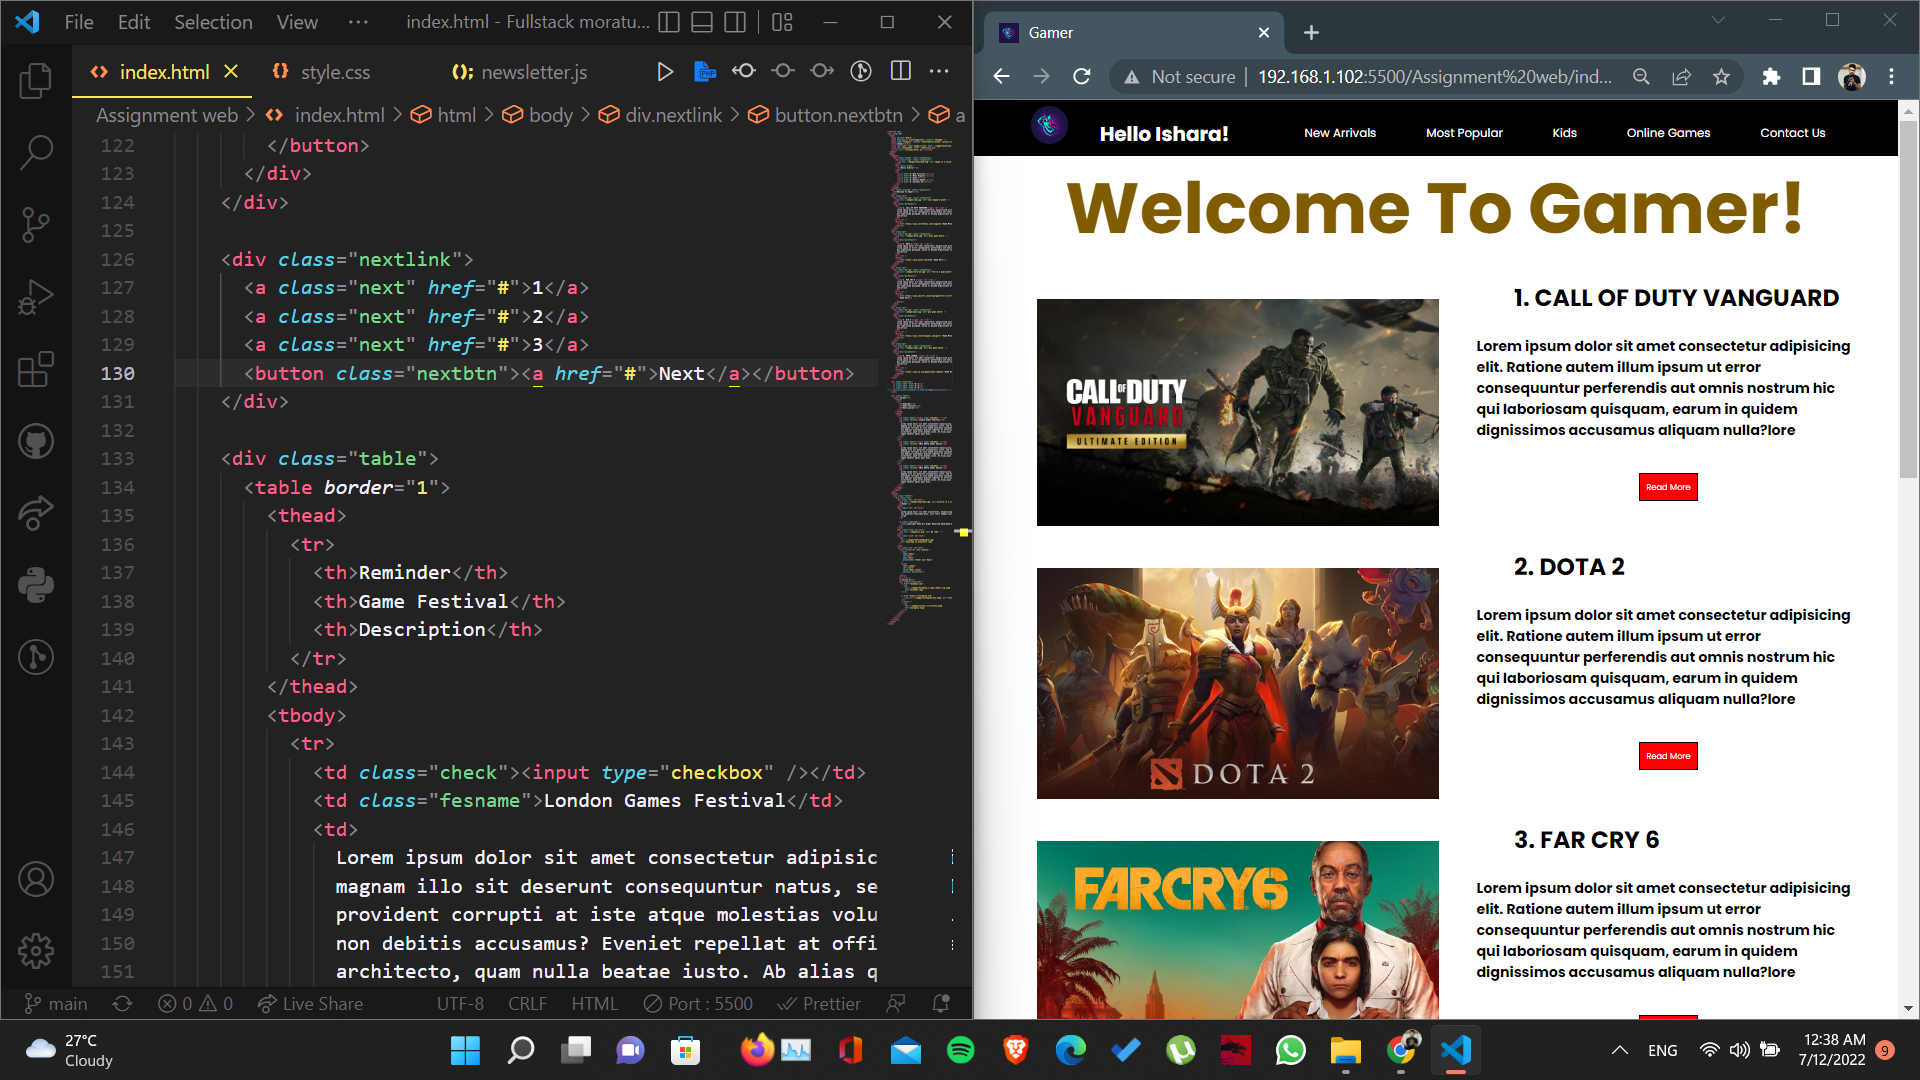 File Edit Selection View ··· index.html - Fullstack moratu...
index.html style.css newsletter.js
Assignment web > index.html > html > body > div.nextlink > button.nextbtn > a
122 </button>
123 </div>
124 </div>
125
126 <div class="nextlink">
127 <a class="next" href="#">1</a>
128 <a class="next" href="#">2</a>
129 <a class="next" href="#">3</a>
130 <button class="nextbtn"><a href="#">Next</a></button>
131 </div>
132
133 <div class="table">
134 <table border="1">
135 <thead>
136 <tr>
137 <th>Reminder</th>
138 <th>Game Festival</th>
139 <th>Description</th>
140 </tr>
141 </thead>
142 <tbody>
143 <tr>
144 <td class="check"><input type="checkbox" /></td>
145 <td class="fesname">London Games Festival</td>
146 <td>
147 Lorem ipsum dolor sit amet consectetur adipisic
148 magnam illo sit deserunt consequuntur natus, se
149 provident corrupti at iste atque molestias volu
150 non debitis accusamus? Eveniet repellat at offi
151 architecto, quam nulla beatae iusto. Ab alias q
main 0 0 Live Share UTF-8 CRLF HTML Port : 5500 Prettier
Gamer
Not secure 192.168.1.102:5500/Assignment%20web/ind...
Hello Ishara! New Arrivals Most Popular Kids Online Games Contact Us
Welcome To Gamer!
CALL OF DUTY
VANGUARD
ULTIMATE EDITION
1. CALL OF DUTY VANGUARD
Lorem ipsum dolor sit amet consectetur adipisicing
elit. Ratione autem illum ipsum ut error
consequuntur perferendis aut omnis nostrum hic
qui laboriosam quisquam, earum in quidem
dignissimos accusamus aliquam nulla?lore
Read More
DOTA 2
2. DOTA 2
Lorem ipsum dolor sit amet consectetur adipisicing
elit. Ratione autem illum ipsum ut error
consequuntur perferendis aut omnis nostrum hic
qui laboriosam quisquam, earum in quidem
dignissimos accusamus aliquam nulla?lore
Read More
FARCRY6
3. FAR CRY 6
Lorem ipsum dolor sit amet consectetur adipisicing
elit. Ratione autem illum ipsum ut error
consequuntur perferendis aut omnis nostrum hic
qui laboriosam quisquam, earum in quidem
dignissimos accusamus aliquam nulla?lore
27°C
Cloudy
ENG
12:38 AM
7/12/2022
9